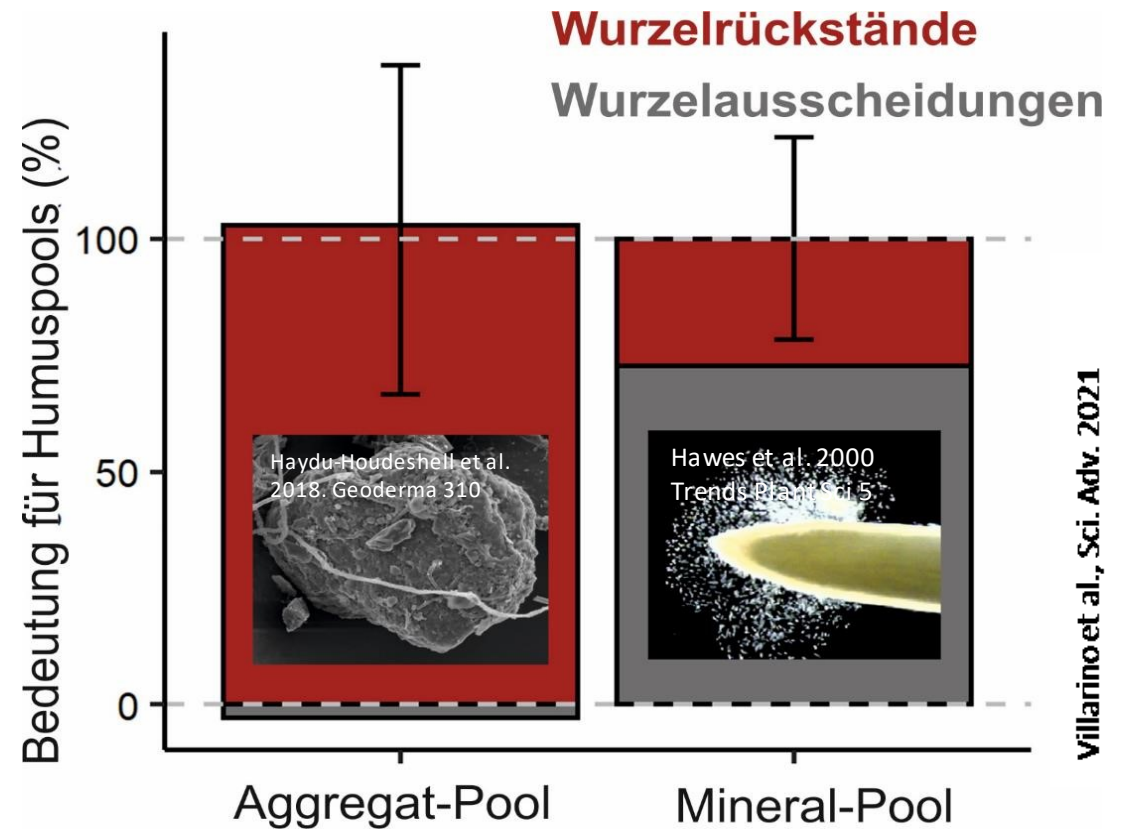 Wurzelrückstände
Wurzelausscheidungen
Bedeutung für Humuspools (%)
100
50
0
Haydu-Houdeshell et al.
2018. Geoderma 310
Hawes et al. 2000
Trends Plant Sci 5
Aggregat-Pool
Mineral-Pool
Villarino et al., Sci. Adv. 2021